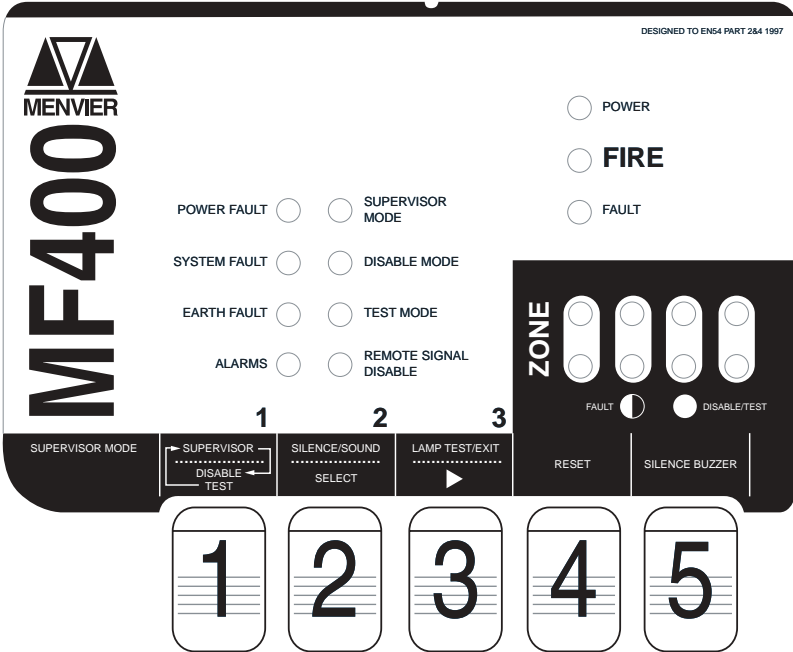 DESIGNED TO EN54 PART 2&4 1997
MENVIER
MF400
POWER
FIRE
FAULT
POWER FAULT
SUPERVISOR
MODE
SYSTEM FAULT
DISABLE MODE
EARTH FAULT
TEST MODE
ALARMS
REMOTE SIGNAL
DISABLE
ZONE
FAULT
DISABLE/TEST
1
2
3
SUPERVISOR MODE
SUPERVISOR
DISABLE
TEST
SILENCE/SOUND
SELECT
LAMP TEST/EXIT
RESET
SILENCE BUZZER
1
2
3
4
5